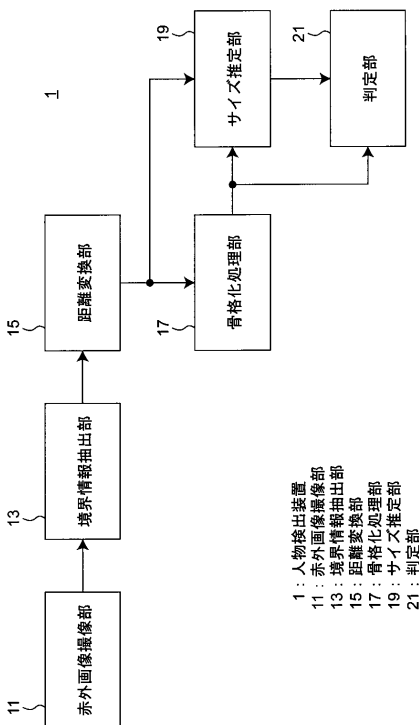 1
11
赤外画像撮像部
13
境界情報抽出部
15
距離変換部
17
骨格化処理部
19
サイズ推定部
21
判定部
1：人物検出装置
11：赤外画像撮像部
13：境界情報抽出部
15：距離変換部
17：骨格化処理部
19：サイズ推定部
21：判定部